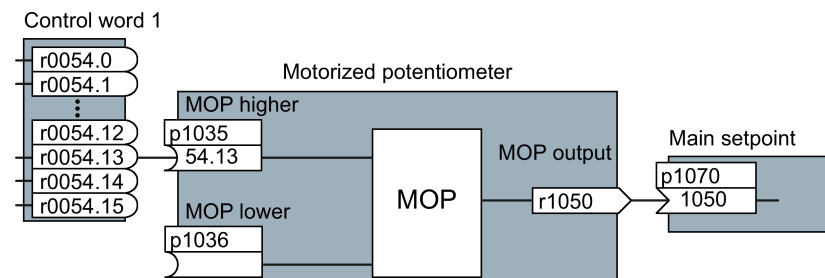 Control word 1
r0054.0
r0054.1
r0054.12
r0054.13
r0054.14
r0054.15
Motorized potentiometer
MOP higher
p1035
54.13
MOP lower
p1036
MOP
MOP output
r1050
Main setpoint
p1070
1050